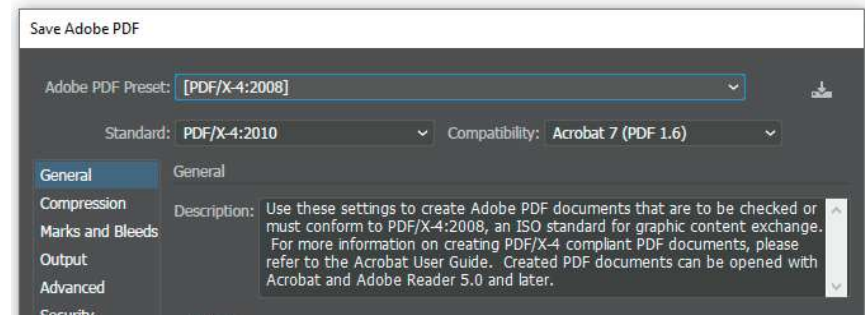 Save Adobe PDF
Adobe PDF Preset: [PDF/X-4:2008]
Standard: PDF/X-4:2010 Compatibility: Acrobat 7 (PDF 1.6)
General General
Compression
Description: Use these settings to create Adobe PDF documents that are to be checked or
must conform to PDF/X-4:2008, an ISO standard for graphic content exchange.
For more information on creating PDF/X-4 compliant PDF documents, please
refer to the Acrobat User Guide. Created PDF documents can be opened with
Acrobat and Adobe Reader 5.0 and later.
Marks and Bleeds
Output
Advanced
Security